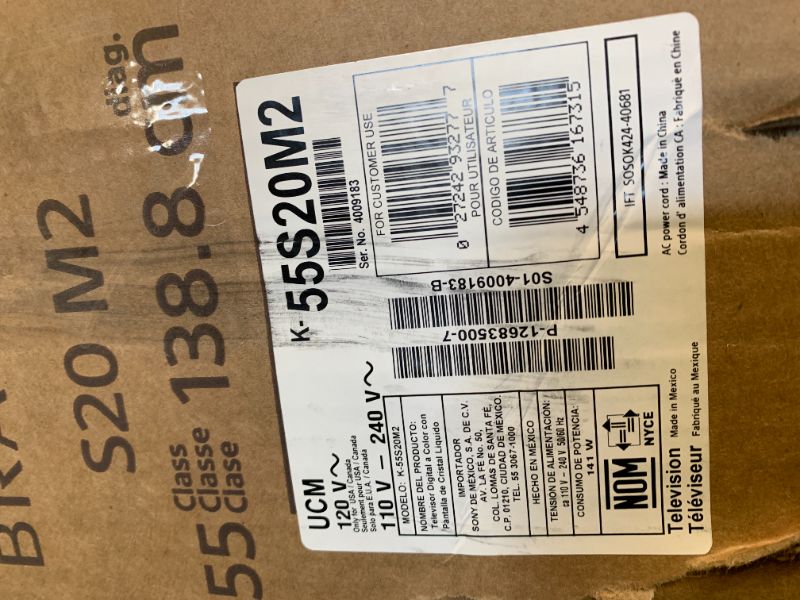 BRA
S20 M2
55 Class
Classe
Clase
138.8 cm
diag.
UCM
K-55S20M2
120 V~
Only for USA / Canada
Seulement pour USA / Canada
Solo para E.U.A. / Canada
110 V – 240 V~
Ser. No. 4009183
FOR CUSTOMER USE
0 27242 93277 7
POUR UTILISATEUR
CODIGO DE ARTICULO
4 548736 167315
IFT SOSOK424-40681
AC power cord : Made in China
Cordon d' alimentation CA : Fabriqué en Chine
S01-4009183-B
P-12683500-7
MODELO: K-55S20M2
NOMBRE DEL PRODUCTO:
Televisor Digital a Color con
Pantalla de Cristal Líquido
IMPORTADOR
SONY DE MEXICO, S.A. DE C.V.
AV. LA FE No. 50,
COL. LOMAS DE SANTA FÉ,
C.P. 01210, CIUDAD DE MÉXICO.
TEL. 55 3067-1000
HECHO EN MÉXICO
TENSION DE ALIMENTACION:
ca 110 V – 240 V 50/60 Hz
CONSUMO DE POTENCIA:
141 W
NOM
NYCE
Television Made in Mexico
Téléviseur Fabriqué au Mexique